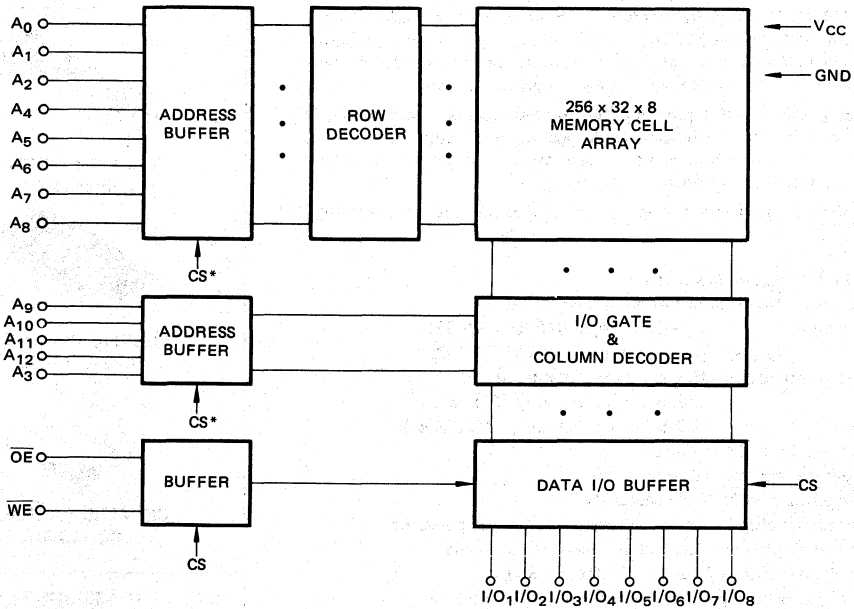 A0
A1
A2
A4
A5
A6
A7
A8
ADDRESS
BUFFER
CS*
ROW
DECODER
256 x 32 x 8
MEMORY CELL
ARRAY
VCC
GND
A9
A10
A11
A12
A3
ADDRESS
BUFFER
CS*
I/O GATE
&
COLUMN DECODER
OE
WE
BUFFER
CS
DATA I/O BUFFER
CS
I/O1 I/O2 I/O3 I/O4 I/O5 I/O6 I/O7 I/O8